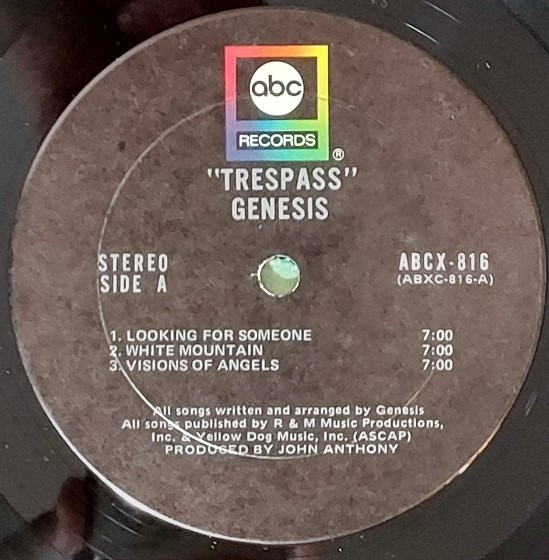 abc
RECORDS
®
"TRESPASS"
GENESIS
STEREO
SIDE A
ABCX-816
(ABXC-816-A)
1. LOOKING FOR SOMEONE 7:00
2. WHITE MOUNTAIN 7:00
3. VISIONS OF ANGELS 7:00
All songs written and arranged by Genesis
All songs published by R & M Music Productions,
Inc. & Yellow Dog Music, Inc. (ASCAP)
PRODUCED BY JOHN ANTHONY